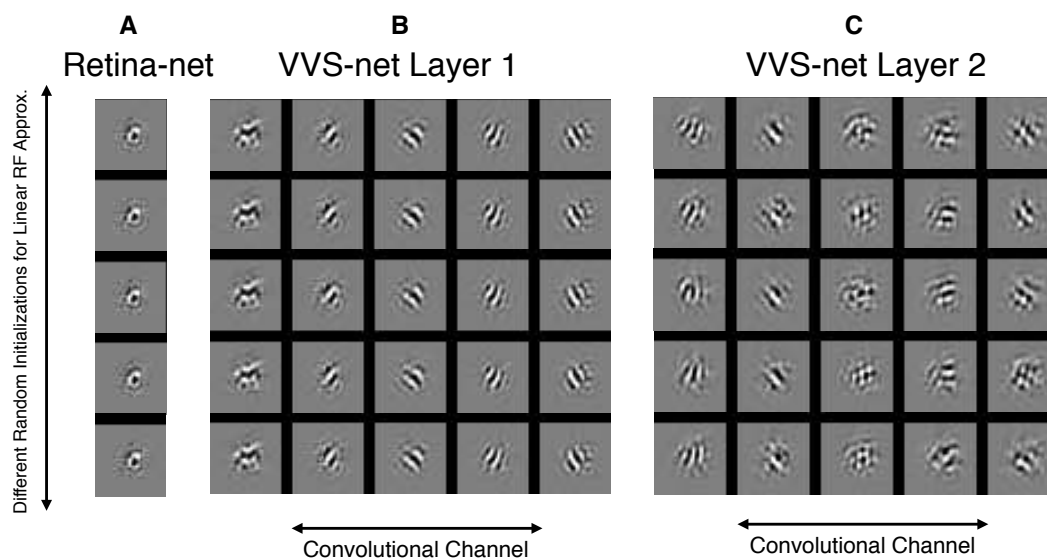 A
B
C
Retina-net
VVS-net Layer 1
VVS-net Layer 2
Different Random Initializations for Linear RF Approx.
Convolutional Channel
Convolutional Channel